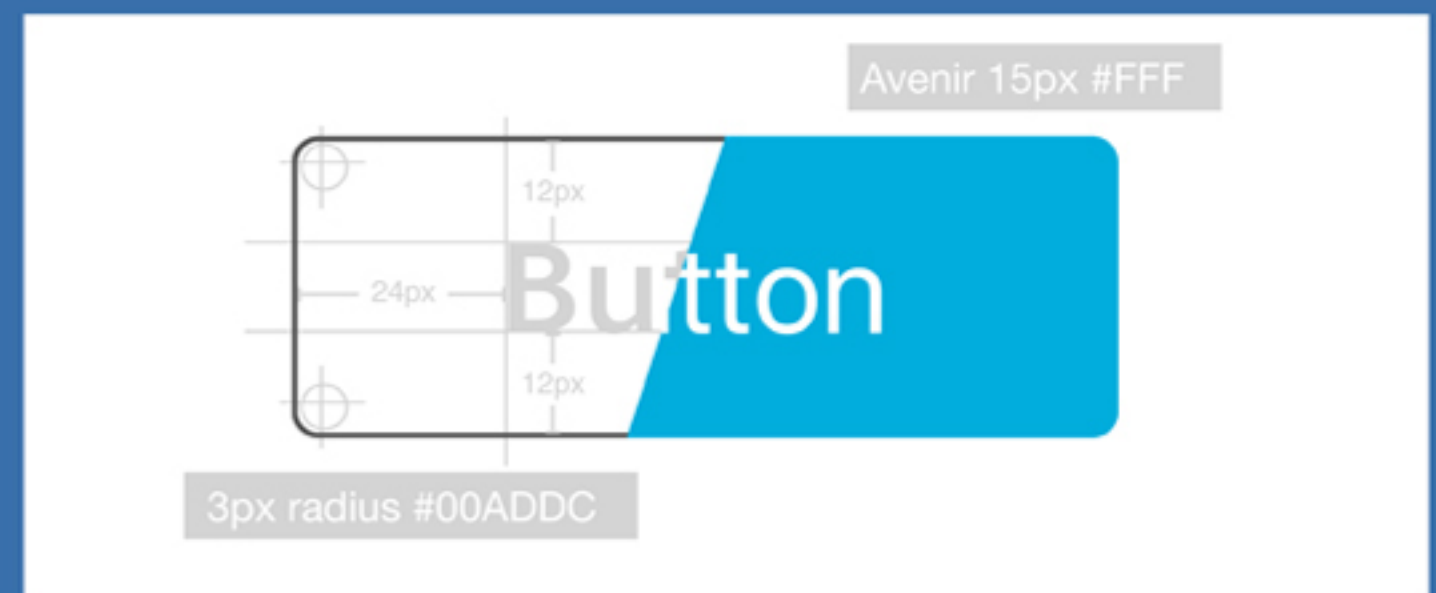 Avenir 15px #FFF
12px
Button
24px
12px
3px radius #00ADDC